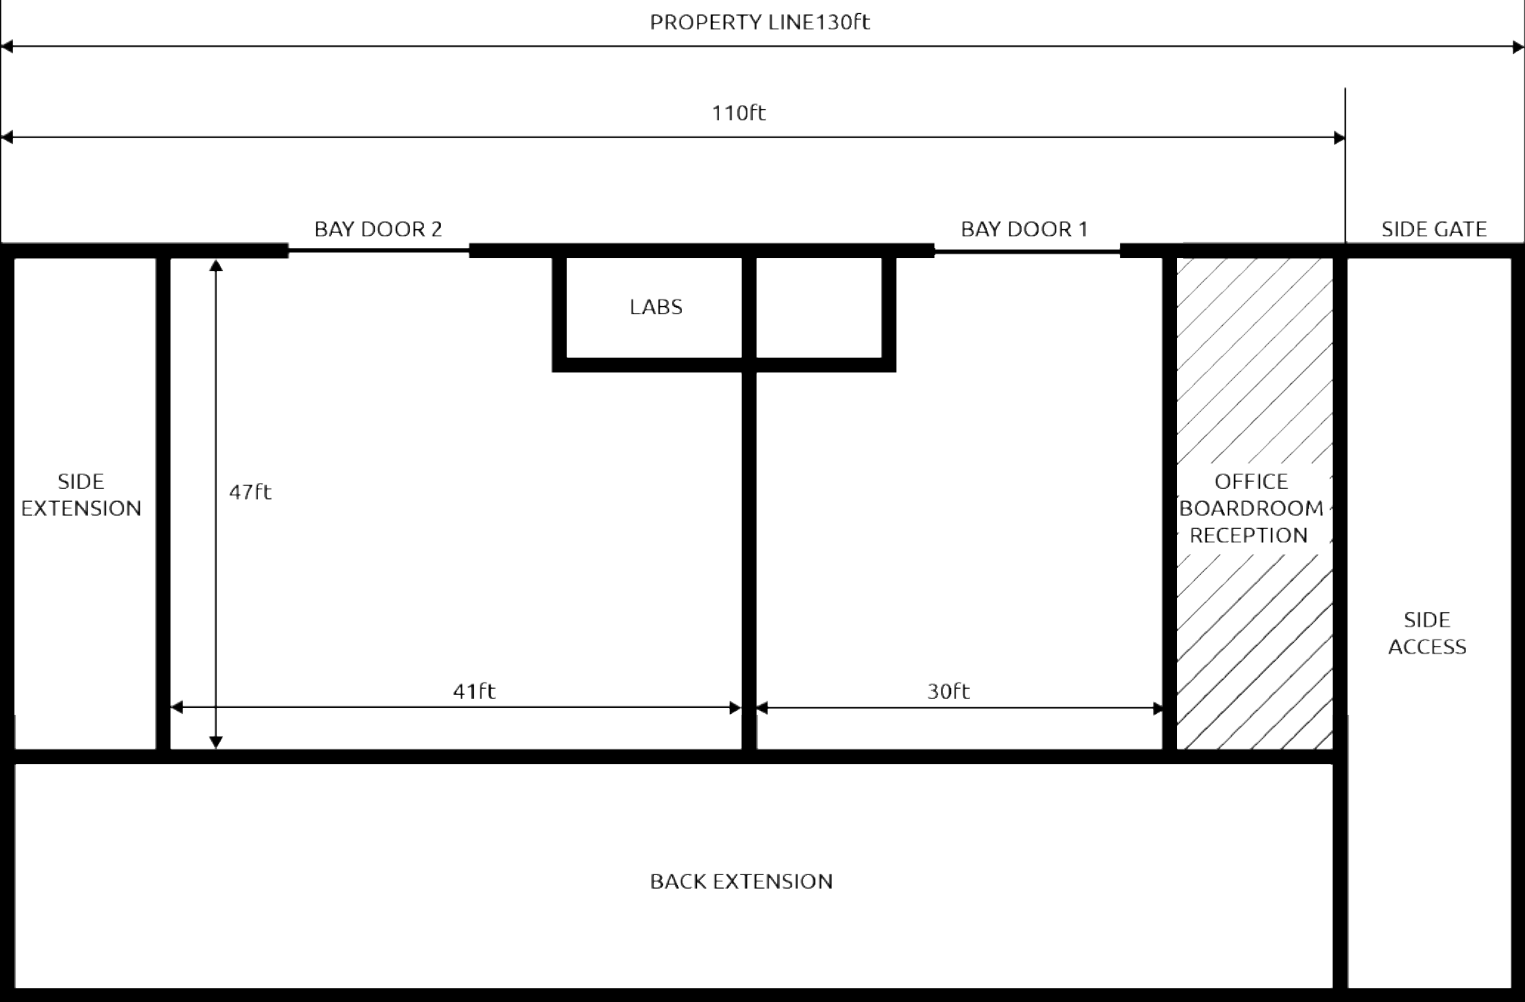 PROPERTY LINE130ft
110ft
BAY DOOR 2
BAY DOOR 1
SIDE GATE
LABS
SIDE
EXTENSION
47ft
OFFICE
BOARDROOM
RECEPTION
SIDE
ACCESS
41ft
30ft
BACK EXTENSION